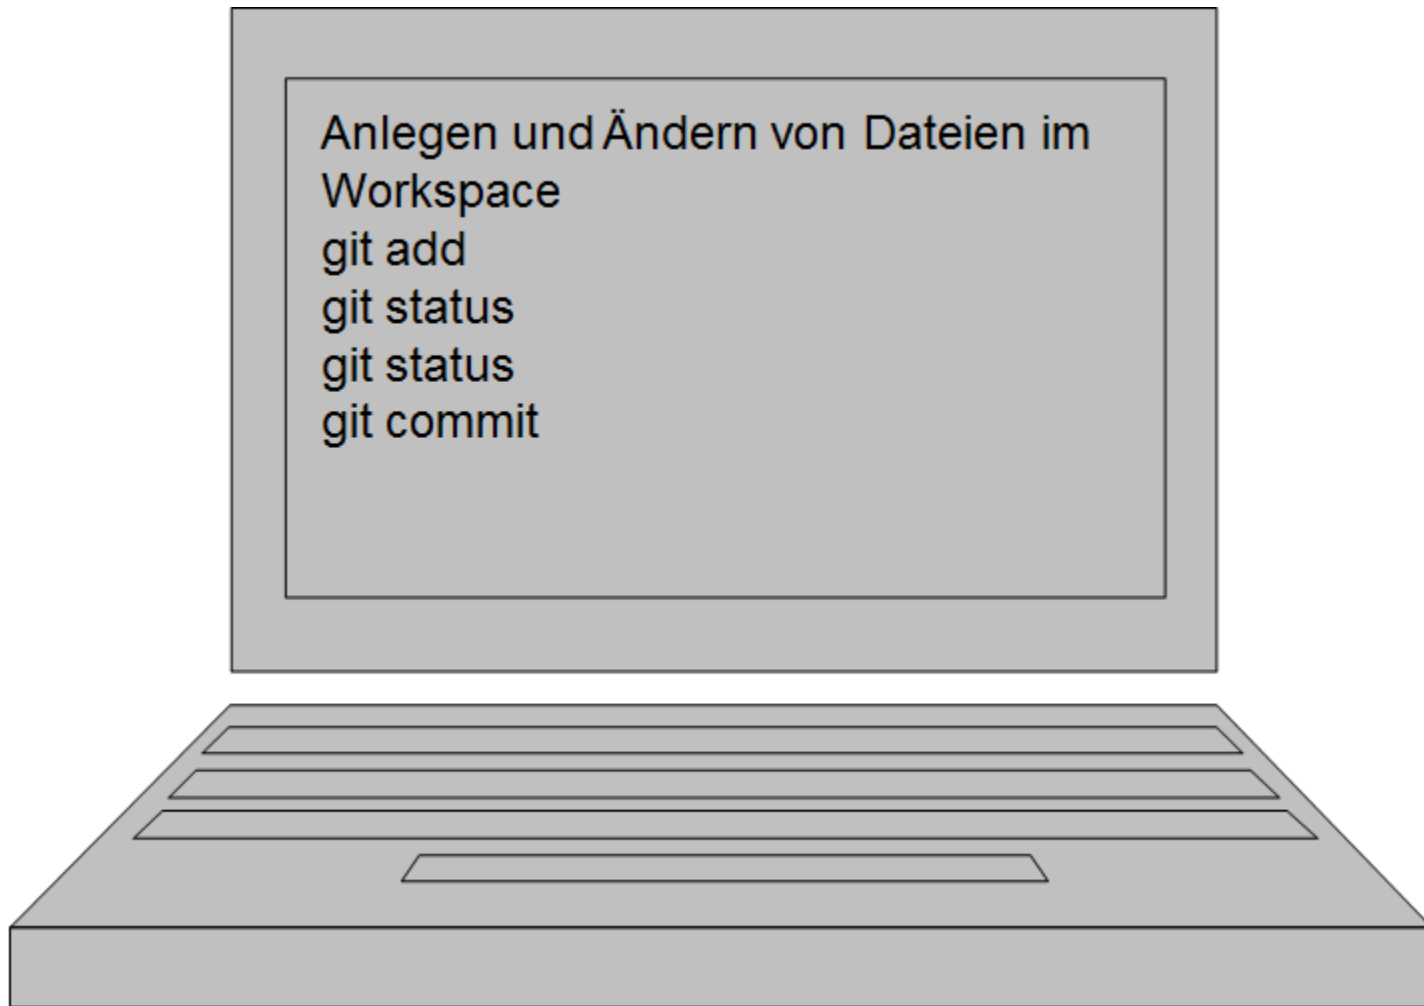 Anlegen und Ändern von Dateien im
Workspace
git add
git status
git status
git commit